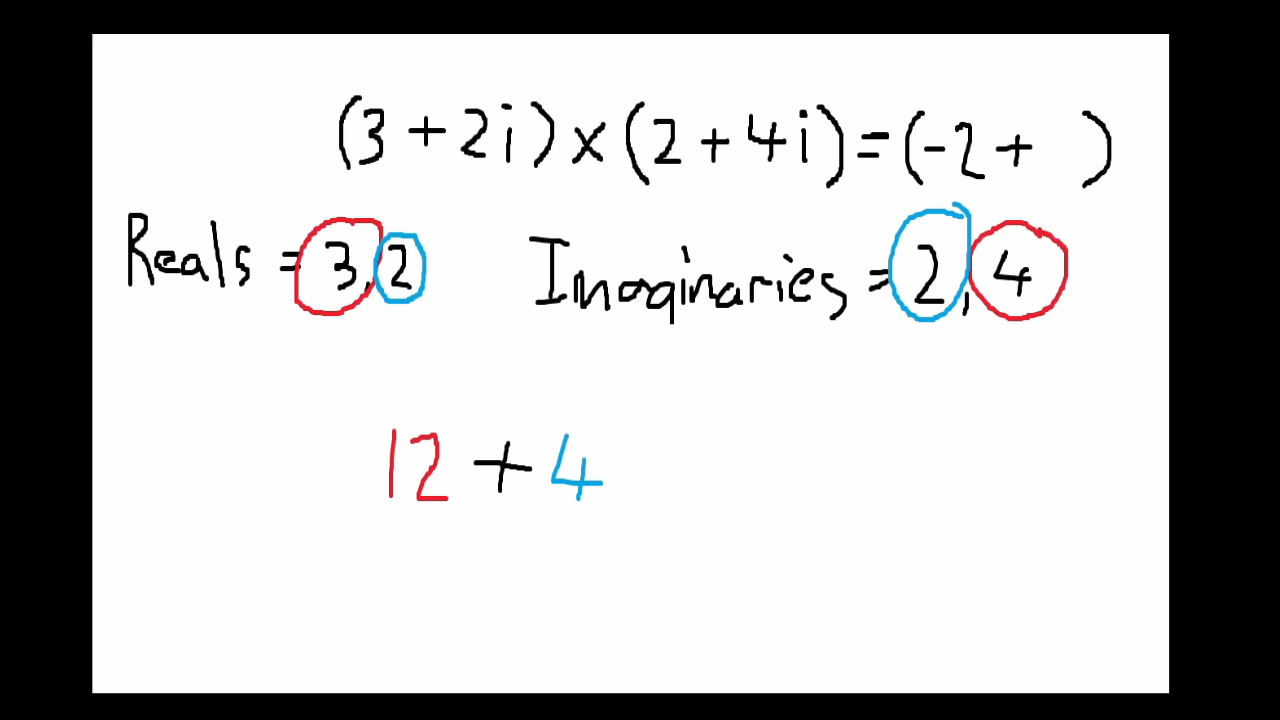 (3 + 2i) x (2 + 4i) = (-2 + )
Reals = 3, 2 Imaginaries = 2, 4
12 + 4